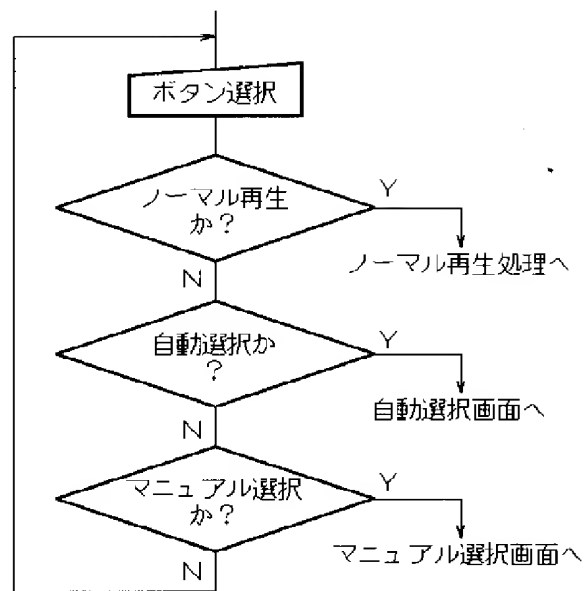 ボタン選択
ノーマル再生
か？
Y
ノーマル再生処理へ
N
自動選択か
？
Y
自動選択画面へ
N
マニュアル選択
か？
Y
マニュアル選択画面へ
N